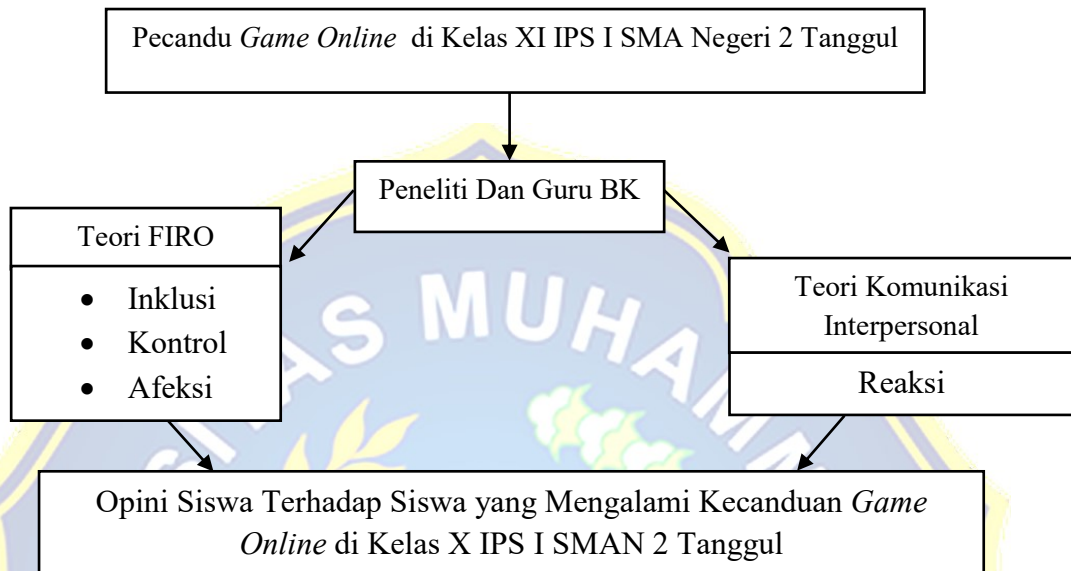 Pecandu Game Online di Kelas XI IPS I SMA Negeri 2 Tanggul
Peneliti Dan Guru BK
Teori FIRO
• Inklusi
• Kontrol
• Afeksi
Teori Komunikasi
Interpersonal
Reaksi
Opini Siswa Terhadap Siswa yang Mengalami Kecanduan Game
Online di Kelas X IPS I SMAN 2 Tanggul
SITAS MUHAMM